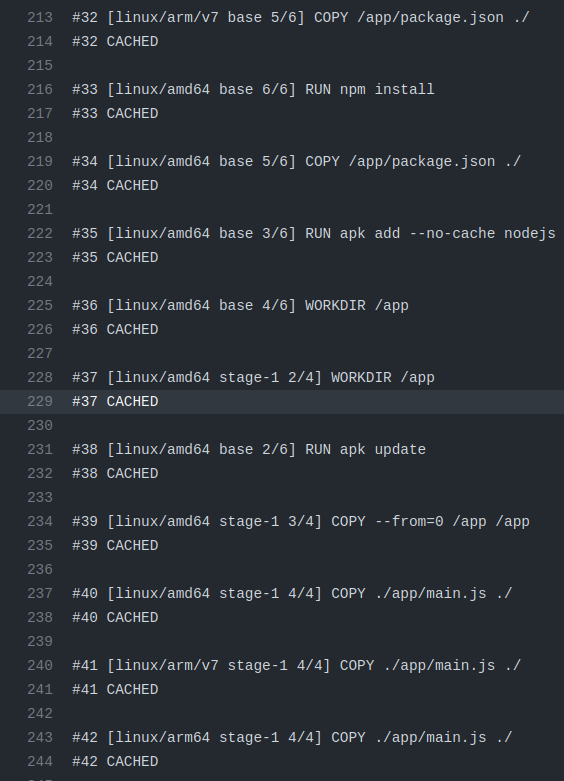 213 #32 [linux/arm/v7 base 5/6] COPY /app/package.json ./
214 #32 CACHED
215
216 #33 [linux/amd64 base 6/6] RUN npm install
217 #33 CACHED
218
219 #34 [linux/amd64 base 5/6] COPY /app/package.json ./
220 #34 CACHED
221
222 #35 [linux/amd64 base 3/6] RUN apk add --no-cache nodejs
223 #35 CACHED
224
225 #36 [linux/amd64 base 4/6] WORKDIR /app
226 #36 CACHED
227
228 #37 [linux/amd64 stage-1 2/4] WORKDIR /app
229 #37 CACHED
230
231 #38 [linux/amd64 base 2/6] RUN apk update
232 #38 CACHED
233
234 #39 [linux/amd64 stage-1 3/4] COPY --from=0 /app /app
235 #39 CACHED
236
237 #40 [linux/amd64 stage-1 4/4] COPY ./app/main.js ./
238 #40 CACHED
239
240 #41 [linux/arm/v7 stage-1 4/4] COPY ./app/main.js ./
241 #41 CACHED
242
243 #42 [linux/arm64 stage-1 4/4] COPY ./app/main.js ./
244 #42 CACHED